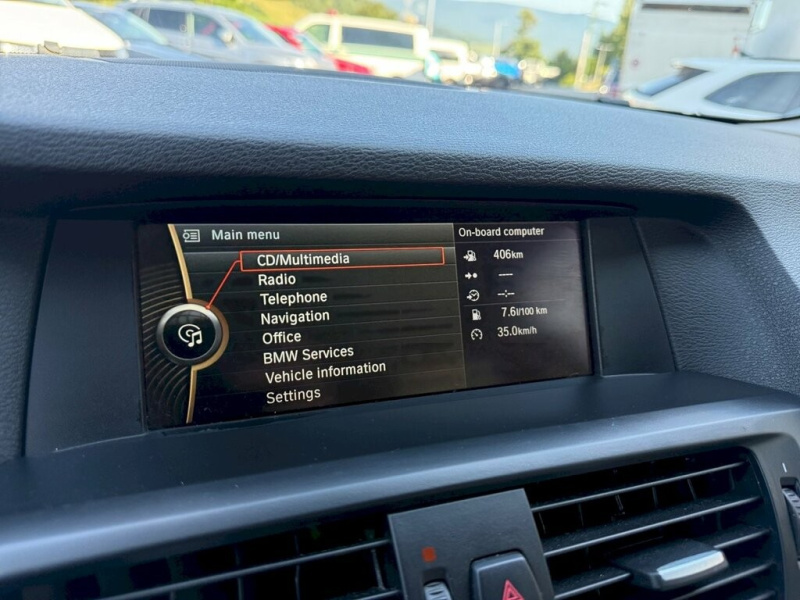 Main menu
CD/Multimedia
Radio
Telephone
Navigation
Office
BMW Services
Vehicle information
Settings
On-board computer
406km
----
--:--
7.6l/100 km
35.0km/h